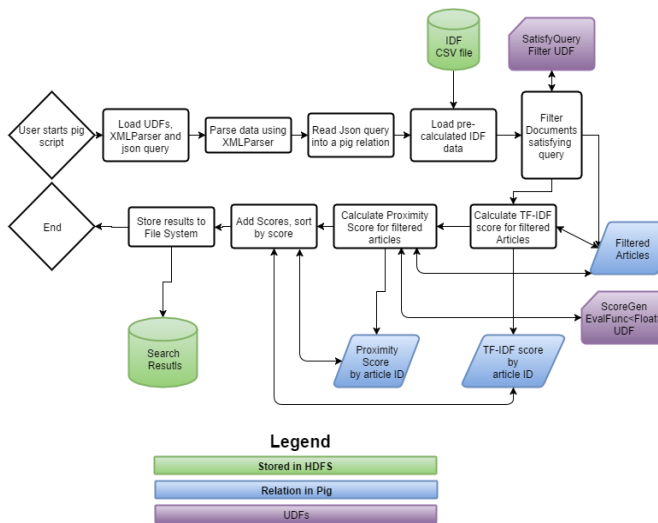 IDF
CSV file
SatisfyQuery
Filter UDF
User starts pig
script
Load UDFs,
XMLParser and
json query
Parse data using
XMLParser
Read Json query
into a pig relation
Load pre-
calculated IDF
data
Filter
Documents
satisfying
query
End
Store results to
File System
Add Scores, sort
by score
Calculate Proximity
Score for filtered
articles
Calculate TF-IDF
score for filtered
Articles
Filtered
Articles
ScoreGen
EvalFunc<Float
UDF
Search
Resutls
Proximity
Score
by article ID
TF-IDF score
by
article ID
Legend
Stored in HDFS
Relation in Pig
UDFs